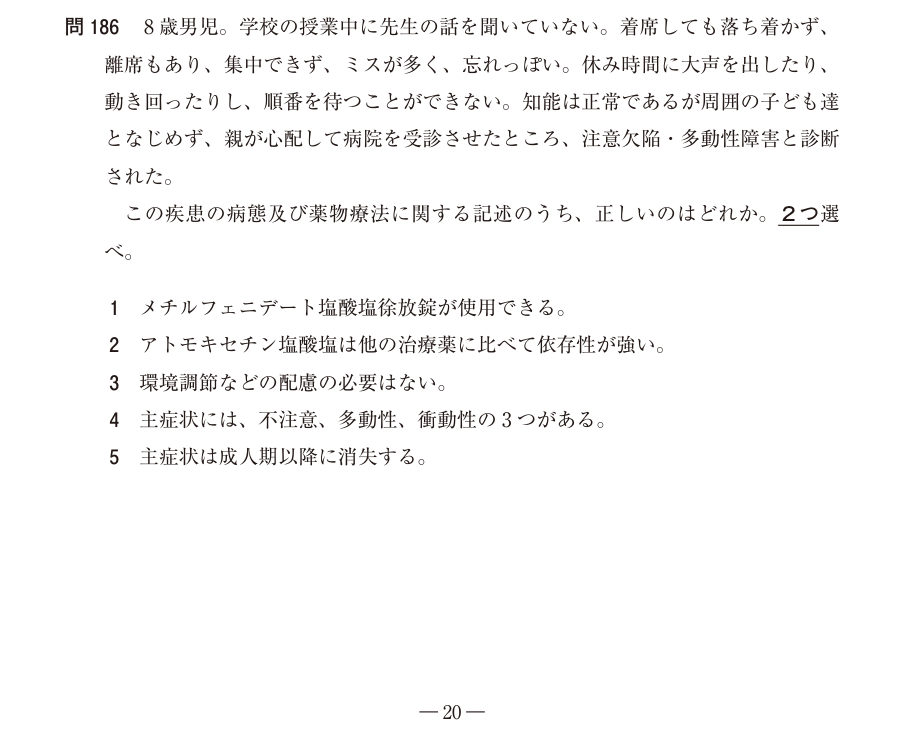 問 186　８歳男児。学校の授業中に先生の話を聞いていない。着席しても落ち着かず、
離席もあり、集中できず、ミスが多く、忘れっぽい。休み時間に大声を出したり、
動き回ったりし、順番を待つことができない。知能は正常であるが周囲の子ども達
となじめず、親が心配して病院を受診させたところ、注意欠陥・多動性障害と診断
された。
この疾患の病態及び薬物療法に関する記述のうち、正しいのはどれか。２つ選
べ。
1　メチルフェニデート塩酸塩徐放錠が使用できる。
2　アトモキセチン塩酸塩は他の治療薬に比べて依存性が強い。
3　環境調節などの配慮の必要はない。
4　主症状には、不注意、多動性、衝動性の３つがある。
5　主症状は成人期以降に消失する。
— 20 —